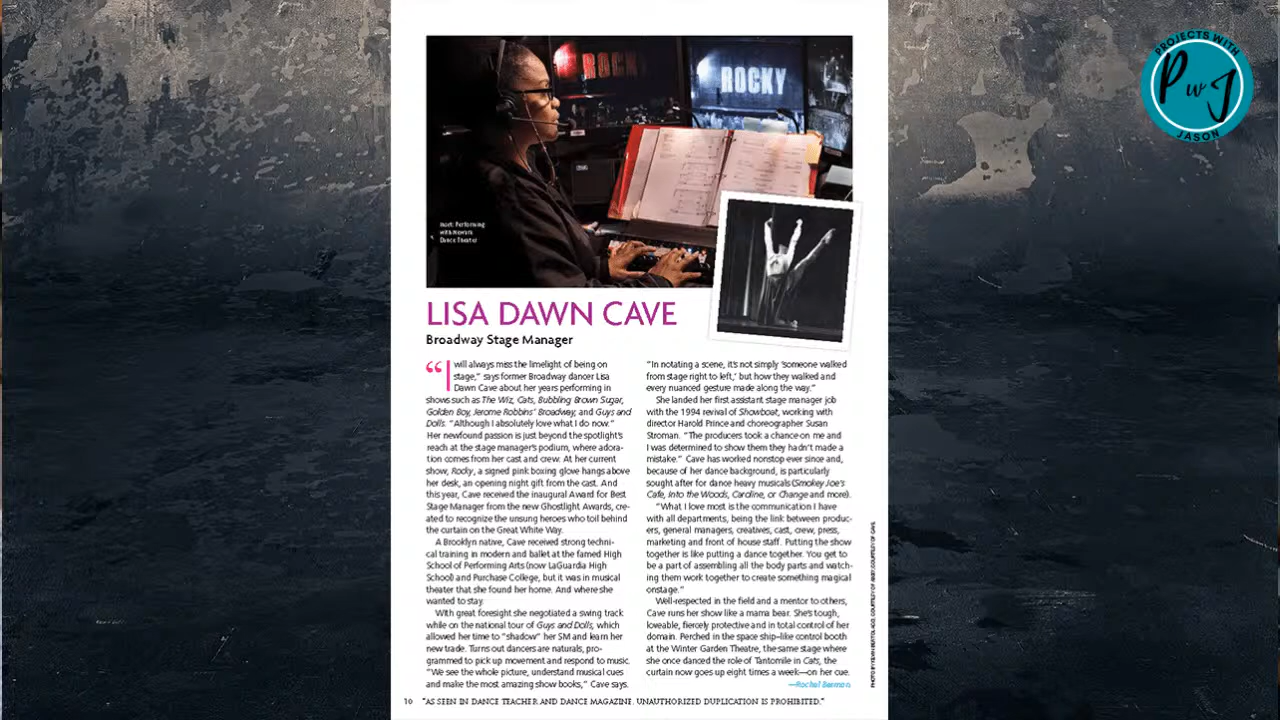 PROJECTS WITH
PwJ
JASON
ROCKY
ROCKY
Inset: Performing
with Newark
Dance Theater
LISA DAWN CAVE
Broadway Stage Manager
“I will always miss the limelight of being on
stage,” says former Broadway dancer Lisa
Dawn Cave about her years performing in
shows such as The Wiz, Cats, Bubbling Brown Sugar,
Golden Boy, Jerome Robbins’ Broadway, and Guys and
Dolls. “Although I absolutely love what I do now.”
Her newfound passion is just beyond the spotlight’s
reach at the stage manager’s podium, where adora-
tion comes from her cast and crew. At her current
show, Rocky, a signed pink boxing glove hangs above
her desk, an opening night gift from the cast. And
this year, Cave received the inaugural Award for Best
Stage Manager from the new Ghostlight Awards, cre-
ated to recognize the unsung heroes who toil behind
the curtain on the Great White Way.
A Brooklyn native, Cave received strong techni-
cal training in modern and ballet at the famed High
School of Performing Arts (now LaGuardia High
School) and Purchase College, but it was in musical
theater that she found her home. And where she
wanted to stay.
With great foresight she negotiated a swing track
while on the national tour of Guys and Dolls, which
allowed her time to “shadow” her SM and learn her
new trade. Turns out dancers are naturals, pro-
grammed to pick up movement and respond to music.
“We see the whole picture, understand musical cues
and make the most amazing show books,” Cave says.
“In notating a scene, it’s not simply ‘someone walked
from stage right to left,’ but how they walked and
every nuanced gesture made along the way.”
She landed her first assistant stage manager job
with the 1994 revival of Showboat, working with
director Harold Prince and choreographer Susan
Stroman. “The producers took a chance on me and
I was determined to show them they hadn’t made a
mistake.” Cave has worked nonstop ever since and,
because of her dance background, is particularly
sought after for dance heavy musicals (Smokey Joe’s
Cafe, Into the Woods, Caroline, or Change and more).
“What I love most is the communication I have
with all departments, being the link between produc-
ers, general managers, creatives, cast, crew, press,
marketing and front of house staff. Putting the show
together is like putting a dance together. You get to
be a part of assembling all the body parts and watch-
ing them work together to create something magical
onstage.”
Well-respected in the field and a mentor to others,
Cave runs her show like a mama bear. She’s tough,
loveable, fiercely protective and in total control of her
domain. Perched in the space ship–like control booth
at the Winter Garden Theatre, the same stage where
she once danced the role of Tantomile in Cats, the
curtain now goes up eight times a week—on her cue.
—Rachel Berman
10 "AS SEEN IN DANCE TEACHER AND DANCE MAGAZINE. UNAUTHORIZED DUPLICATION IS PROHIBITED."